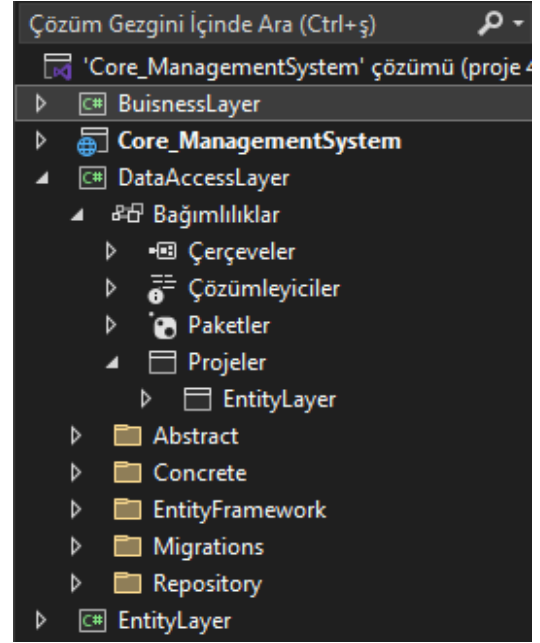 Çözüm Gezgini İçinde Ara (Ctrl+ş)
'Core_ManagementSystem' çözümü (proje 4
C# BuisnessLayer
Core_ManagementSystem
C# DataAccessLayer
Bağımlılıklar
Çerçeveler
Çözümleyiciler
Paketler
Projeler
EntityLayer
Abstract
Concrete
EntityFramework
Migrations
Repository
C# EntityLayer